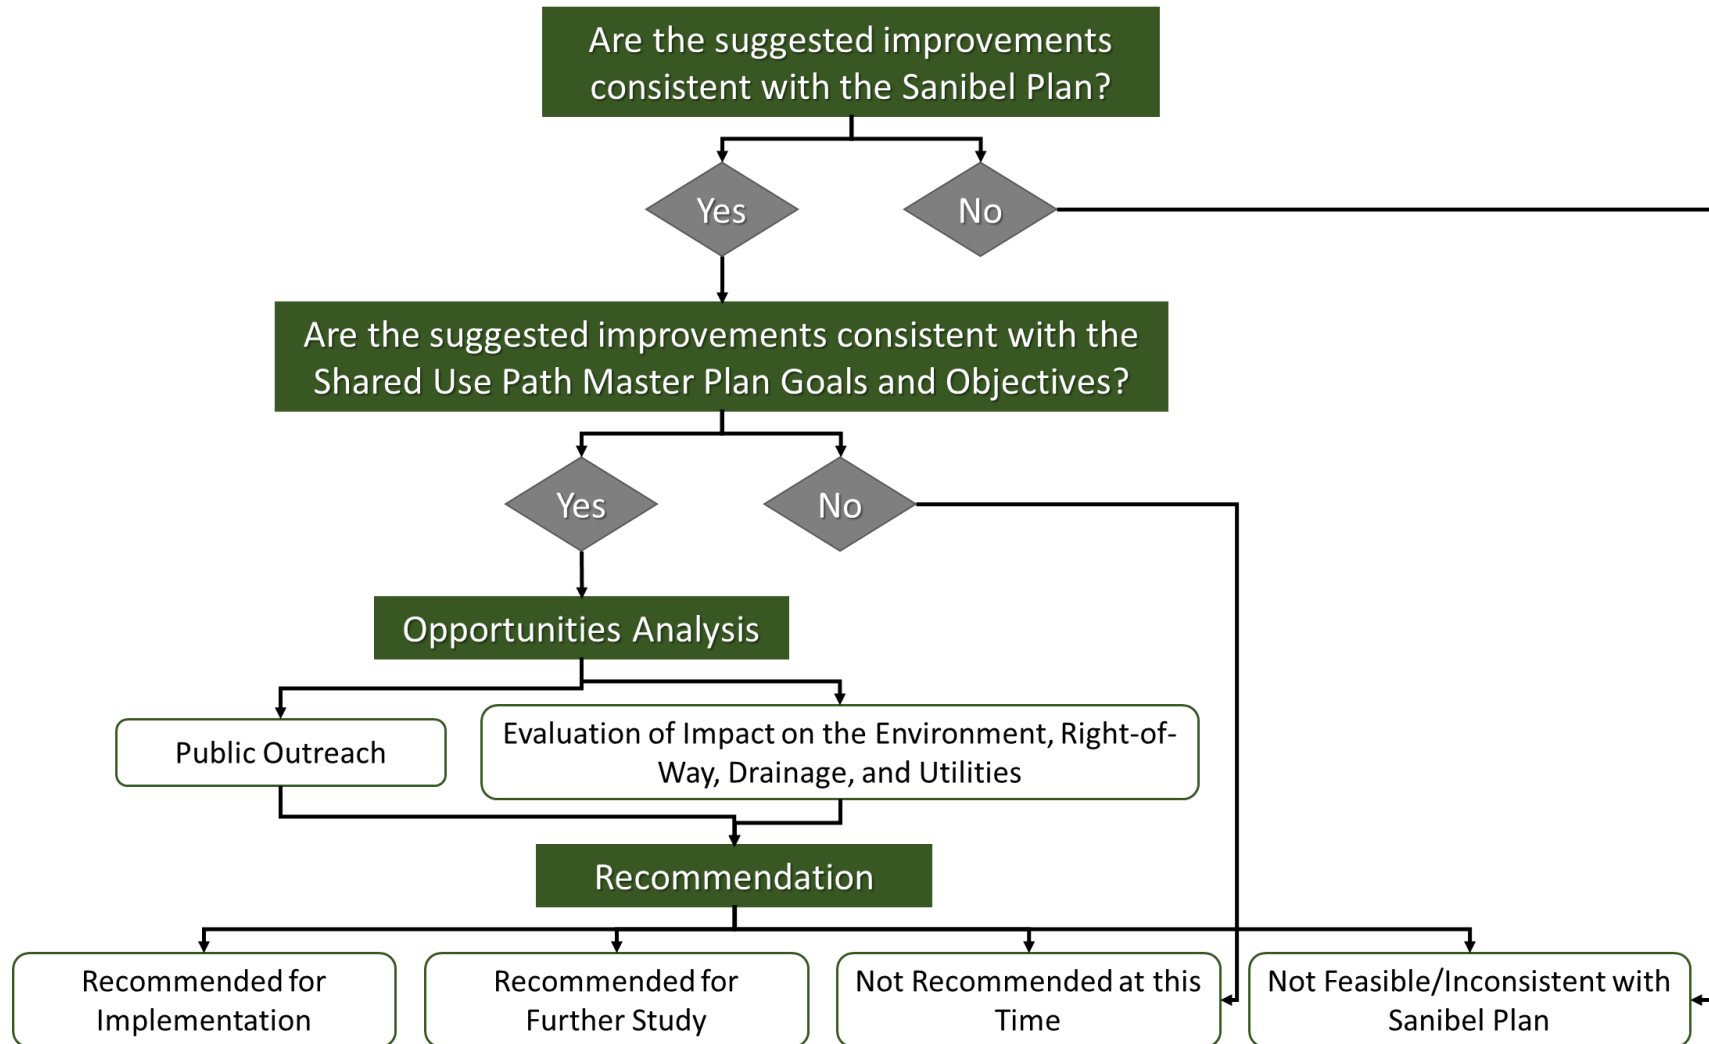 Are the suggested improvements
consistent with the Sanibel Plan?
Yes
No
Are the suggested improvements consistent with the
Shared Use Path Master Plan Goals and Objectives?
Yes
No
Opportunities Analysis
Public Outreach
Evaluation of Impact on the Environment, Right-of-
Way, Drainage, and Utilities
Recommendation
Recommended for
Implementation
Recommended for
Further Study
Not Recommended at this
Time
Not Feasible/Inconsistent with
Sanibel Plan